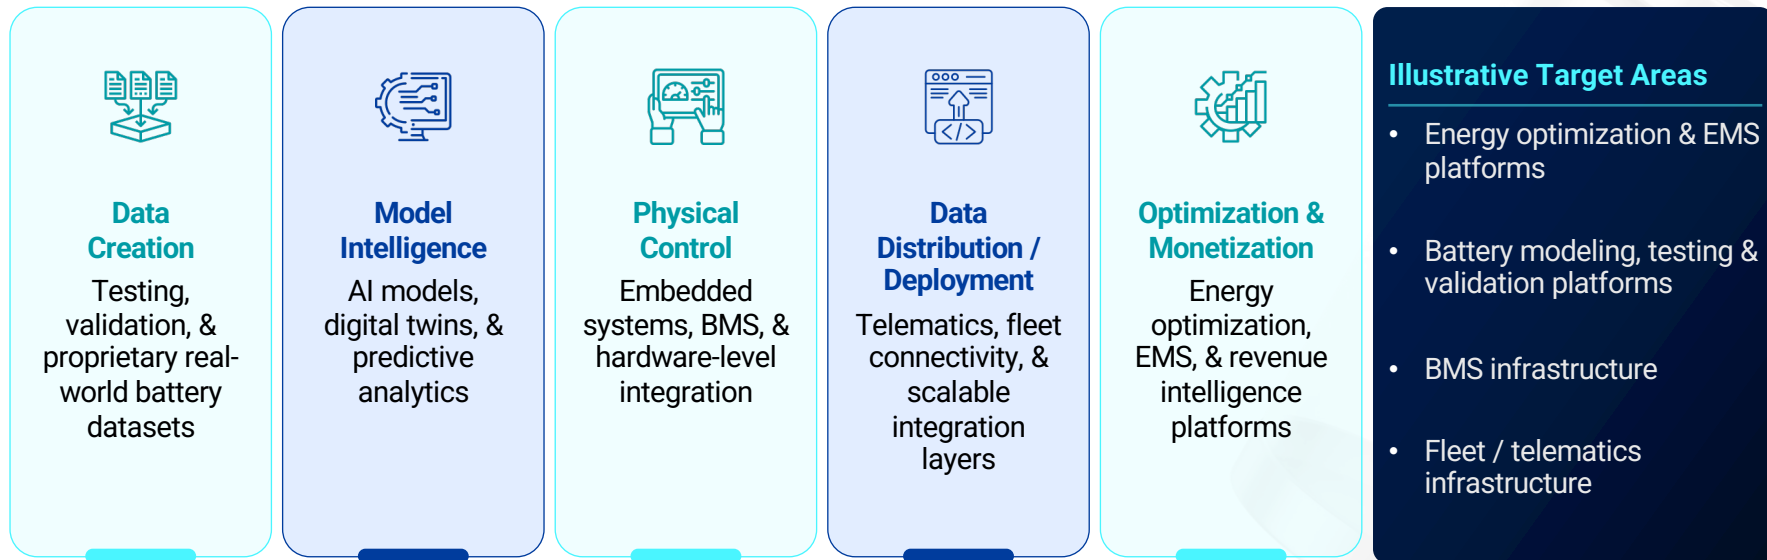 Data
Creation
Testing,
validation, &
proprietary real-
world battery
datasets
Model
Intelligence
AI models,
digital twins, &
predictive
analytics
Physical
Control
Embedded
systems, BMS, &
hardware-level
integration
</>
Data
Distribution /
Deployment
Telematics, fleet
connectivity, &
scalable
integration
layers
Optimization &
Monetization
Energy
optimization,
EMS, & revenue
intelligence
platforms
Illustrative Target Areas
• Energy optimization & EMS
platforms
• Battery modeling, testing &
validation platforms
• BMS infrastructure
• Fleet / telematics
infrastructure